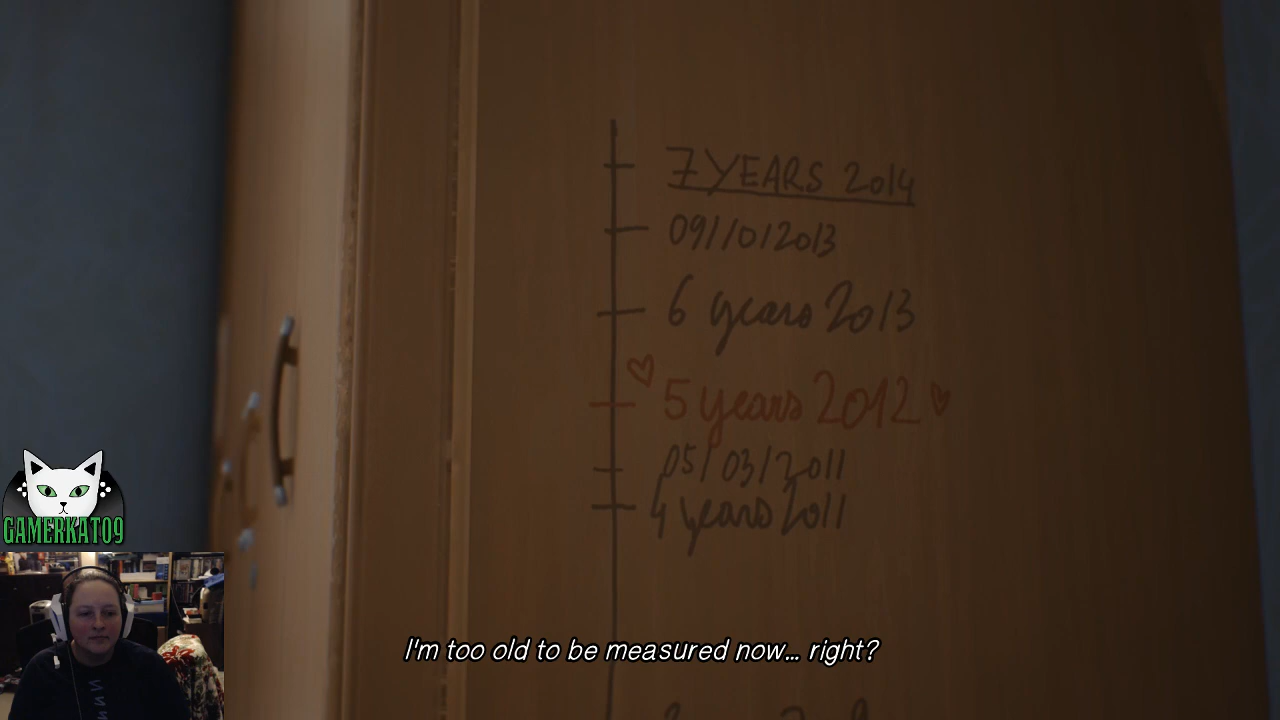 7 YEARS 2014
09/10/2013
6 years 2013
5 years 2012
05/03/2011
4 years 2011
GAMERKAT09
I'm too old to be measured now... right?